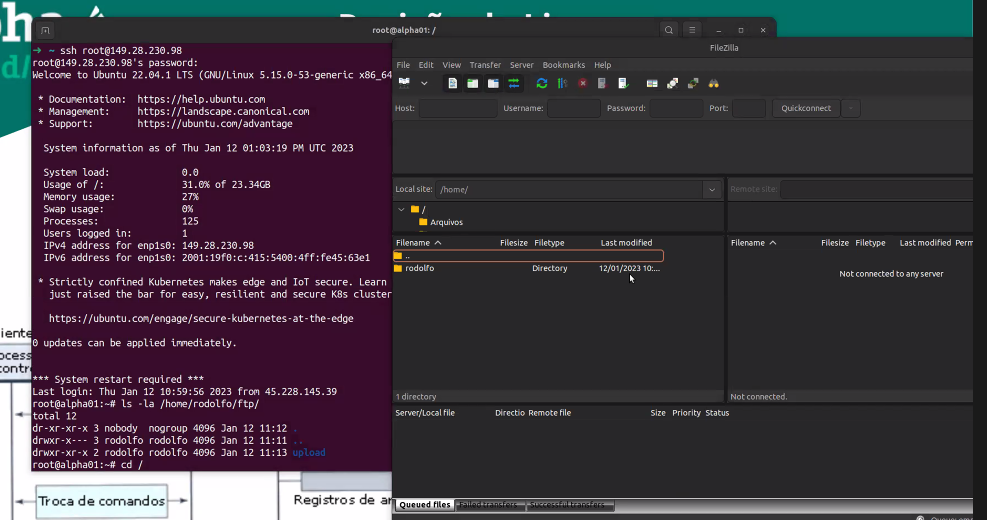 root@alpha01: /
➜ ~ ssh root@149.28.230.98
root@149.28.230.98's password:
Welcome to Ubuntu 22.04.1 LTS (GNU/Linux 5.15.0-53-generic x86_64
* Documentation: https://help.ubuntu.com
* Management: https://landscape.canonical.com
* Support: https://ubuntu.com/advantage
System information as of Thu Jan 12 01:03:19 PM UTC 2023
System load: 0.0
Usage of /: 31.0% of 23.34GB
Memory usage: 27%
Swap usage: 0%
Processes: 125
Users logged in: 1
IPv4 address for enp1s0: 149.28.230.98
IPv6 address for enp1s0: 2001:19f0:c:415:5400:4ff:fe45:63e1
* Strictly confined Kubernetes makes edge and IoT secure. Learn
just raised the bar for easy, resilient and secure K8s cluster
https://ubuntu.com/engage/secure-kubernetes-at-the-edge
0 updates can be applied immediately.
*** System restart required ***
Last login: Thu Jan 12 10:59:56 2023 from 45.228.145.39
root@alpha01:~# ls -la /home/rodolfo/ftp/
total 12
dr-xr-xr-x 3 nobody nogroup 4096 Jan 12 11:12 .
drwxr-x--- 3 rodolfo rodolfo 4096 Jan 12 11:11 ..
drwxr-xr-x 2 rodolfo rodolfo 4096 Jan 12 11:13 upload
root@alpha01:~# cd /
FileZilla
File Edit View Transfer Server Bookmarks Help
Host: Username: Password: Port: Quickconnect
Local site: /home/
/
Arquivos
Filename Filesize Filetype Last modified
..
rodolfo Directory 12/01/2023 10:...
1 directory
Remote site:
Filename Filesize Filetype Last modified Perm
Not connected to any server
Not connected.
Server/Local file Directio Remote file Size Priority Status
Queued files Failed transfers Successful transfers
Troca de comandos
Registros de ar